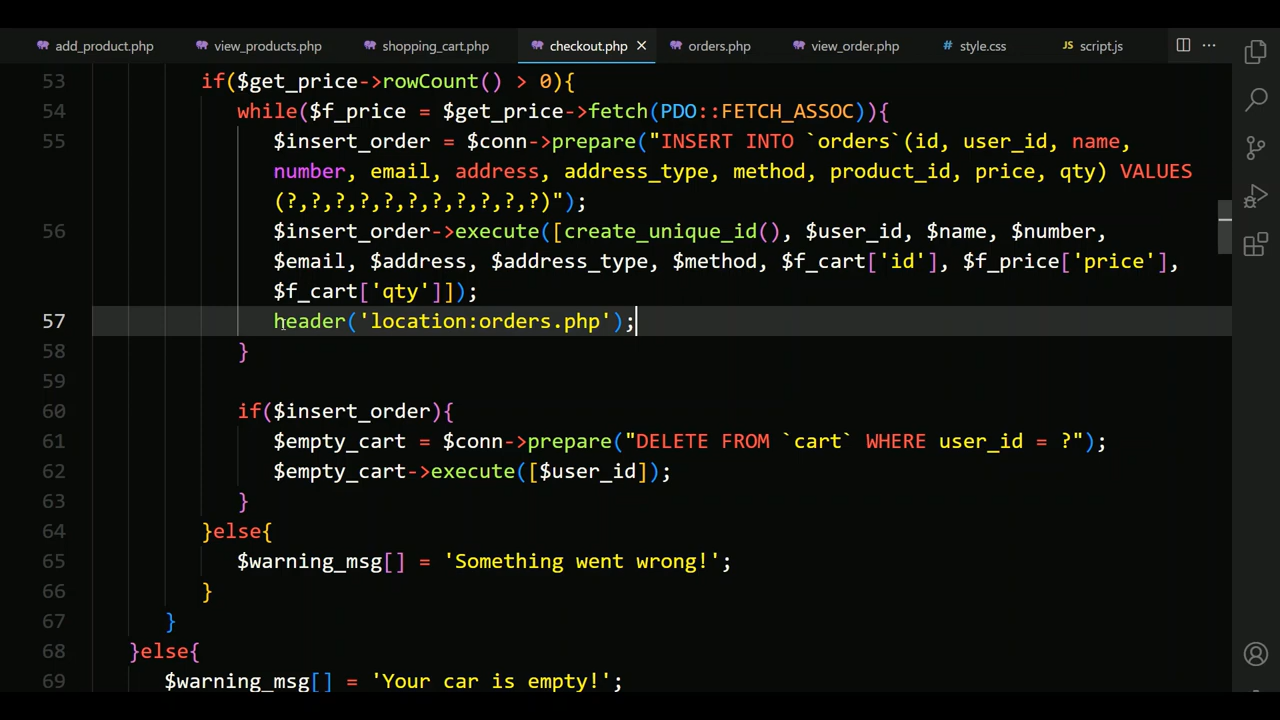 add_product.php view_products.php shopping_cart.php checkout.php orders.php view_order.php # style.css JS script.js
53 if($get_price->rowCount() > 0){
54 while($f_price = $get_price->fetch(PDO::FETCH_ASSOC)){
55 $insert_order = $conn->prepare("INSERT INTO `orders`(id, user_id, name,
number, email, address, address_type, method, product_id, price, qty) VALUES
(?,?,?,?,?,?,?,?,?,?,?)");
56 $insert_order->execute([create_unique_id(), $user_id, $name, $number,
$email, $address, $address_type, $method, $f_cart['id'], $f_price['price'],
$f_cart['qty']]);
57 header('location:orders.php');
58 }
59
60 if($insert_order){
61 $empty_cart = $conn->prepare("DELETE FROM `cart` WHERE user_id = ?");
62 $empty_cart->execute([$user_id]);
63 }
64 }else{
65 $warning_msg[] = 'Something went wrong!';
66 }
67 }
68 }else{
69 $warning_msg[] = 'Your car is empty!';